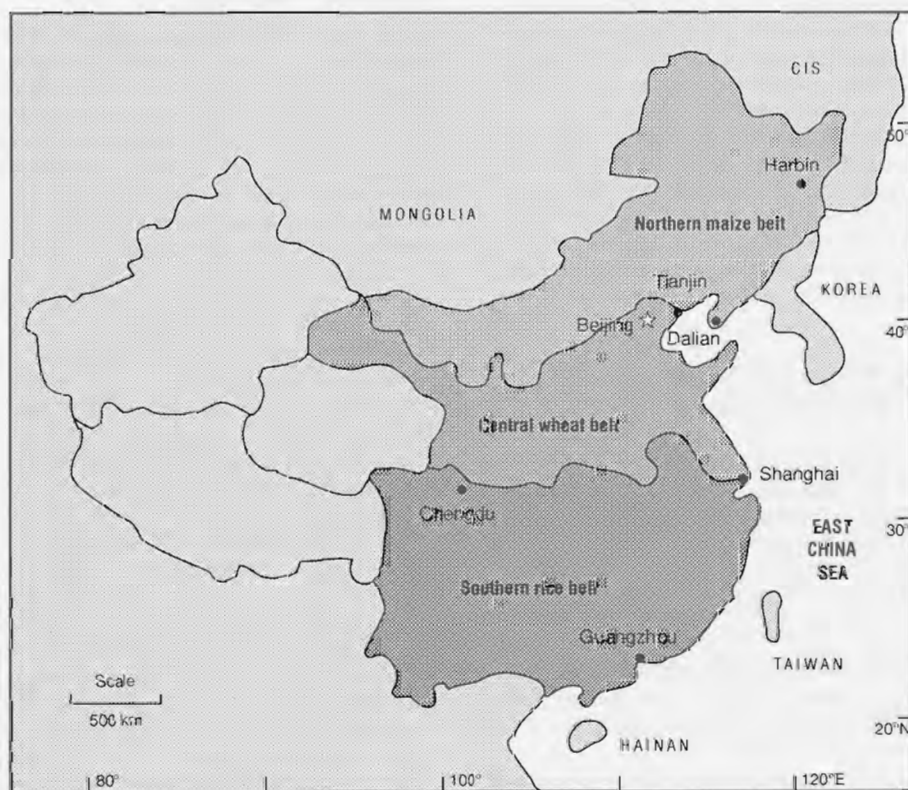 CIS
50°
Harbin
MONGOLIA
Northern maize belt
Tianjin
KOREA
Beijing
40°
Dalian
Central wheat belt
Shanghai
Chengdu
30°
EAST
CHINA
SEA
Southern rice belt
Guangzhou
TAIWAN
Scale
500 km
20°N
HAINAN
80°
100°
120°E